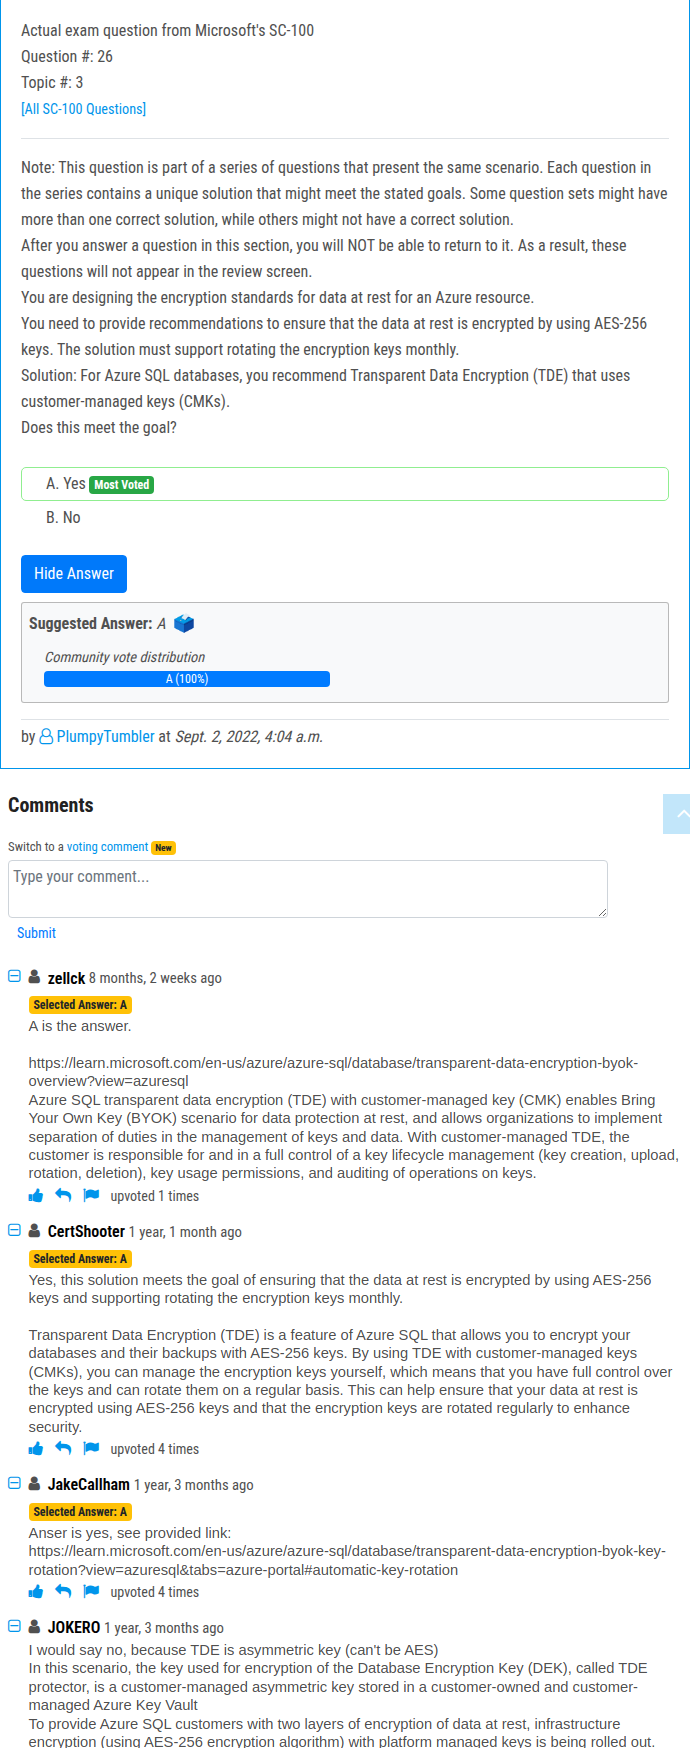 Actual exam question from Microsoft's SC-100
Question #: 26
Topic #: 3
[All SC-100 Questions]
Note: This question is part of a series of questions that present the same scenario. Each question in
the series contains a unique solution that might meet the stated goals. Some question sets might have
more than one correct solution, while others might not have a correct solution.
After you answer a question in this section, you will NOT be able to return to it. As a result, these
questions will not appear in the review screen.
You are designing the encryption standards for data at rest for an Azure resource.
You need to provide recommendations to ensure that the data at rest is encrypted by using AES-256
keys. The solution must support rotating the encryption keys monthly.
Solution: For Azure SQL databases, you recommend Transparent Data Encryption (TDE) that uses
customer-managed keys (CMKs).
Does this meet the goal?
A. Yes Most Voted
B. No
Hide Answer
Suggested Answer: A
Community vote distribution
A (100%)
by PlumpyTumbler at Sept. 2, 2022, 4:04 a.m.
Comments
Switch to a voting comment New
Type your comment...
Submit
zellck 8 months, 2 weeks ago
Selected Answer: A
A is the answer.
https://learn.microsoft.com/en-us/azure/azure-sql/database/transparent-data-encryption-byok-
overview?view=azuresql
Azure SQL transparent data encryption (TDE) with customer-managed key (CMK) enables Bring
Your Own Key (BYOK) scenario for data protection at rest, and allows organizations to implement
separation of duties in the management of keys and data. With customer-managed TDE, the
customer is responsible for and in a full control of a key lifecycle management (key creation, upload,
rotation, deletion), key usage permissions, and auditing of operations on keys.
upvoted 1 times
CertShooter 1 year, 1 month ago
Selected Answer: A
Yes, this solution meets the goal of ensuring that the data at rest is encrypted by using AES-256
keys and supporting rotating the encryption keys monthly.
Transparent Data Encryption (TDE) is a feature of Azure SQL that allows you to encrypt your
databases and their backups with AES-256 keys. By using TDE with customer-managed keys
(CMKs), you can manage the encryption keys yourself, which means that you have full control over
the keys and can rotate them on a regular basis. This can help ensure that your data at rest is
encrypted using AES-256 keys and that the encryption keys are rotated regularly to enhance
security.
upvoted 4 times
JakeCallham 1 year, 3 months ago
Selected Answer: A
Anser is yes, see provided link:
https://learn.microsoft.com/en-us/azure/azure-sql/database/transparent-data-encryption-byok-key-
rotation?view=azuresql&tabs=azure-portal#automatic-key-rotation
upvoted 4 times
JOKERO 1 year, 3 months ago
I would say no, because TDE is asymmetric key (can't be AES)
In this scenario, the key used for encryption of the Database Encryption Key (DEK), called TDE
protector, is a customer-managed asymmetric key stored in a customer-owned and customer-
managed Azure Key Vault
To provide Azure SQL customers with two layers of encryption of data at rest, infrastructure
encryption (using AES-256 encryption algorithm) with platform managed keys is being rolled out.